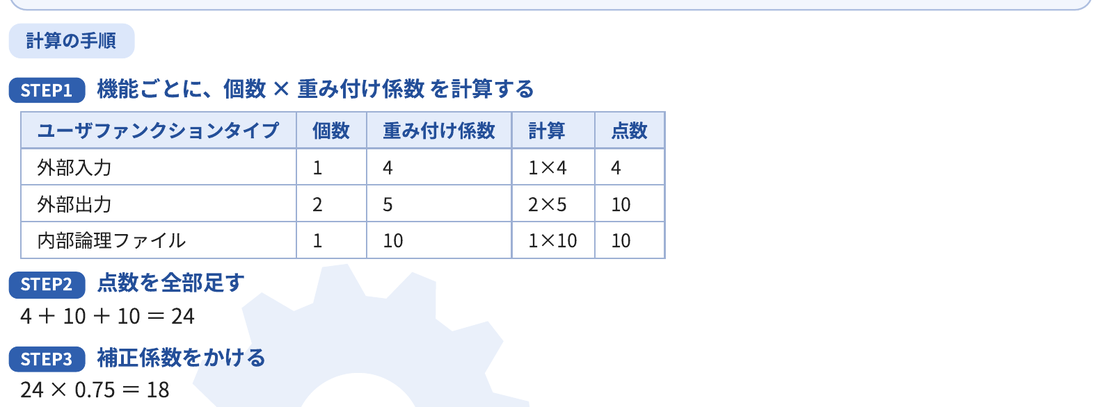 計算の手順
STEP1 機能ごとに、個数 × 重み付け係数 を計算する
ユーザファンクションタイプ 個数 重み付け係数 計算 点数
外部入力 1 4 1×4 4
外部出力 2 5 2×5 10
内部論理ファイル 1 10 1×10 10
STEP2 点数を全部足す
4 + 10 + 10 = 24
STEP3 補正係数をかける
24 × 0.75 = 18